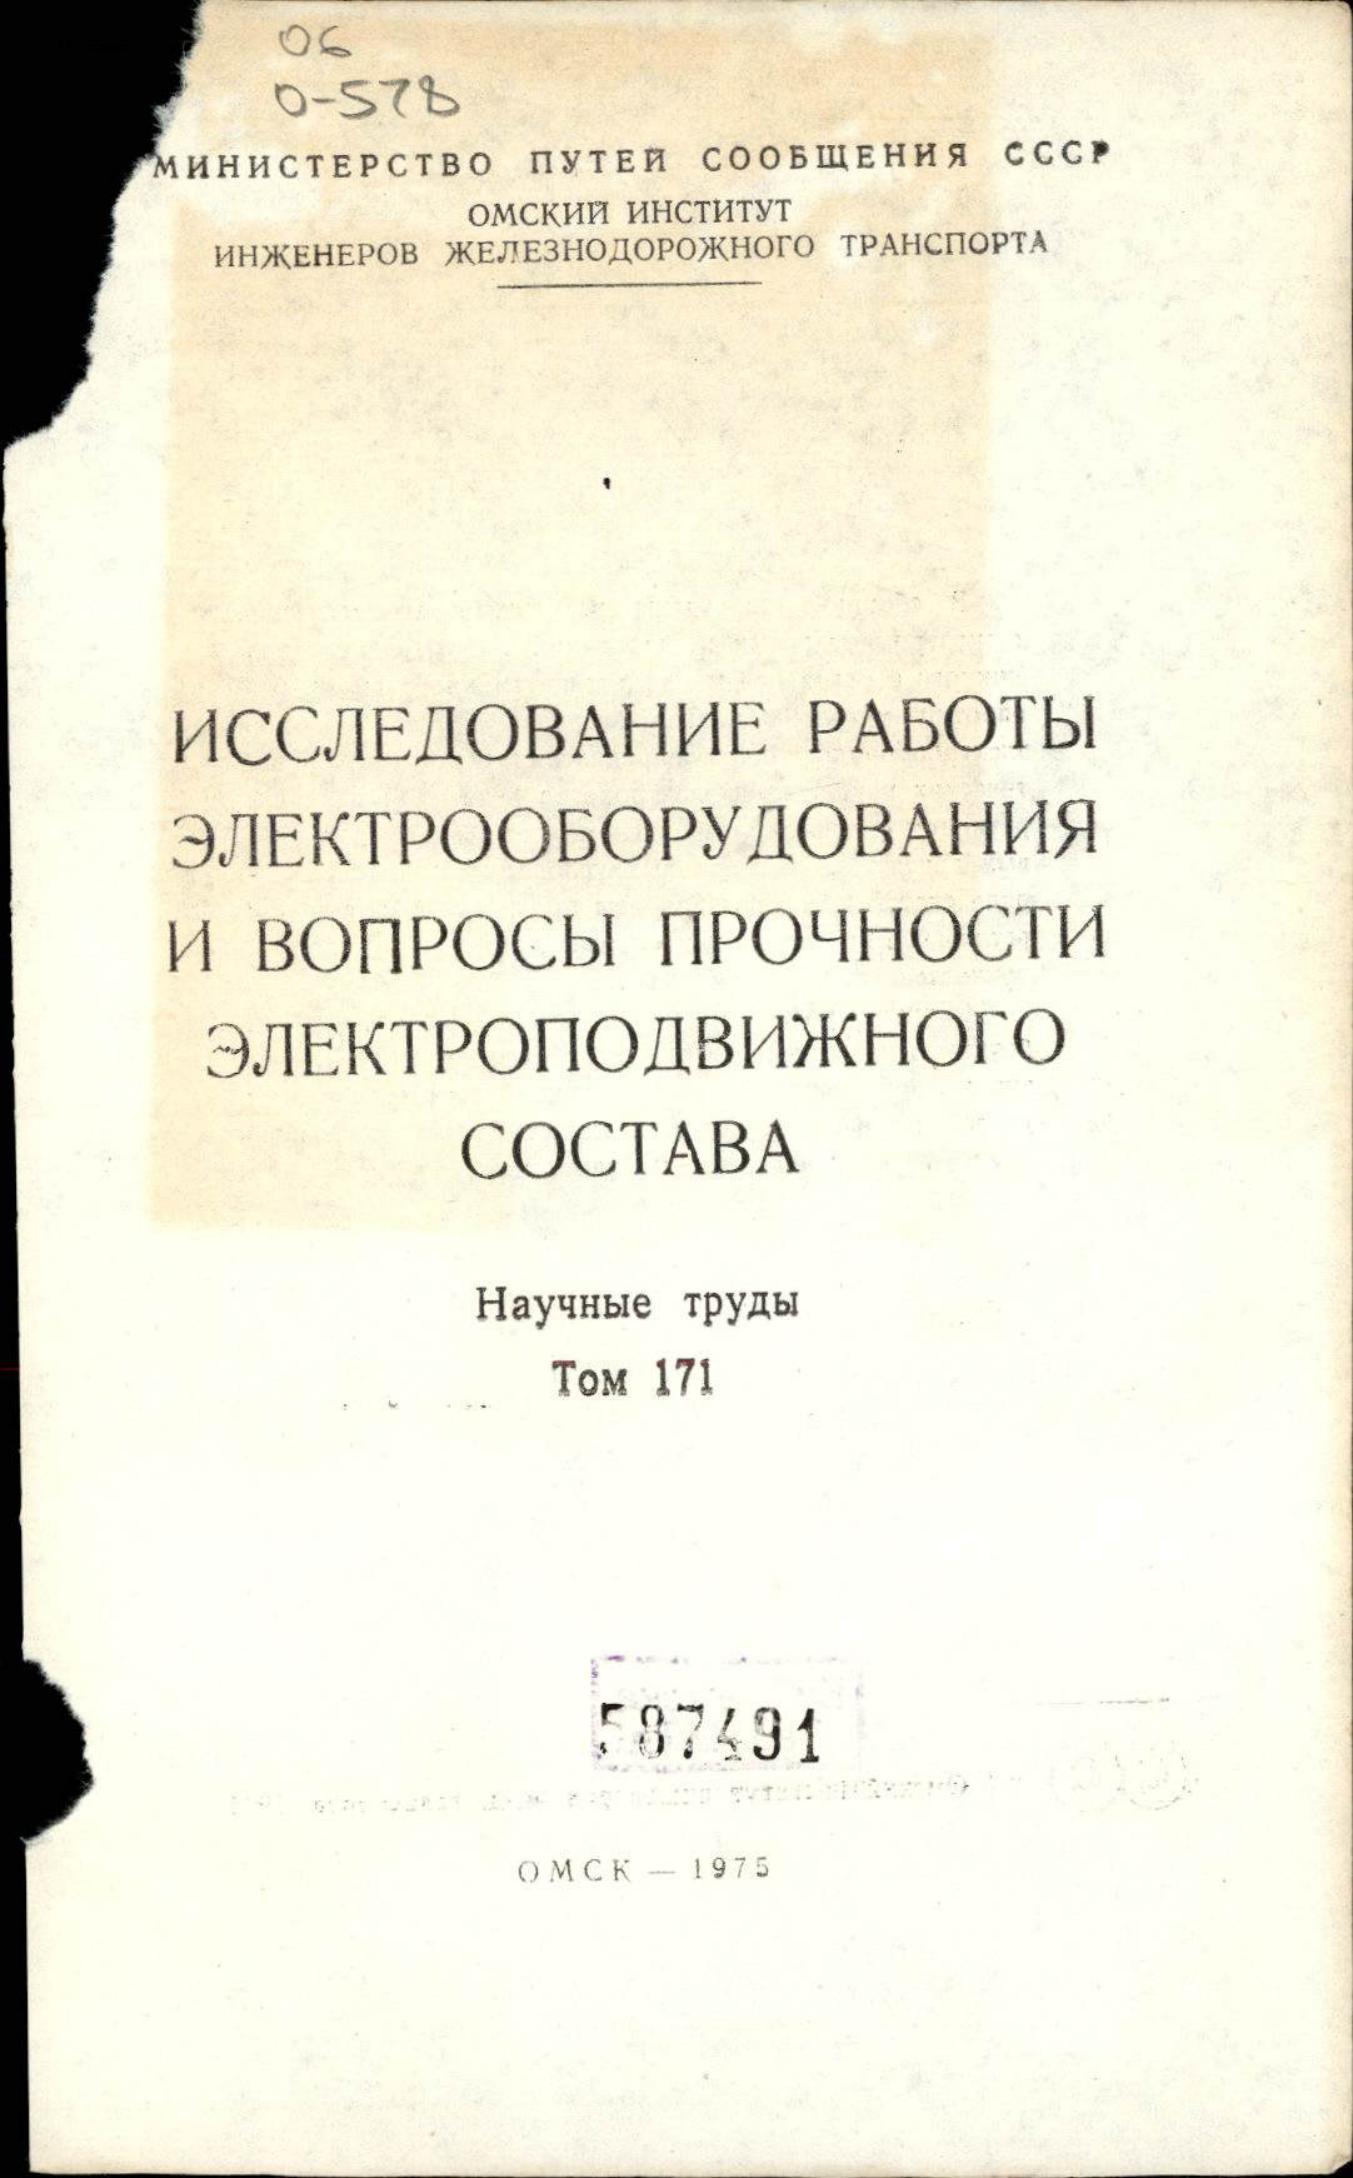 06
О-578
МИНИСТЕРСТВО ПУТЕЙ СООБЩЕНИЯ СССР
ОМСКИЙ ИНСТИТУТ
ИНЖЕНЕРОВ ЖЕЛЕЗНОДОРОЖНОГО ТРАНСПОРТА
ИССЛЕДОВАНИЕ РАБОТЫ
ЭЛЕКТРООБОРУДОВАНИЯ
И ВОПРОСЫ ПРОЧНОСТИ
ЭЛЕКТРОПОДВИЖНОГО
СОСТАВА
Научные труды
Том 171
587491
ОМСК — 1975